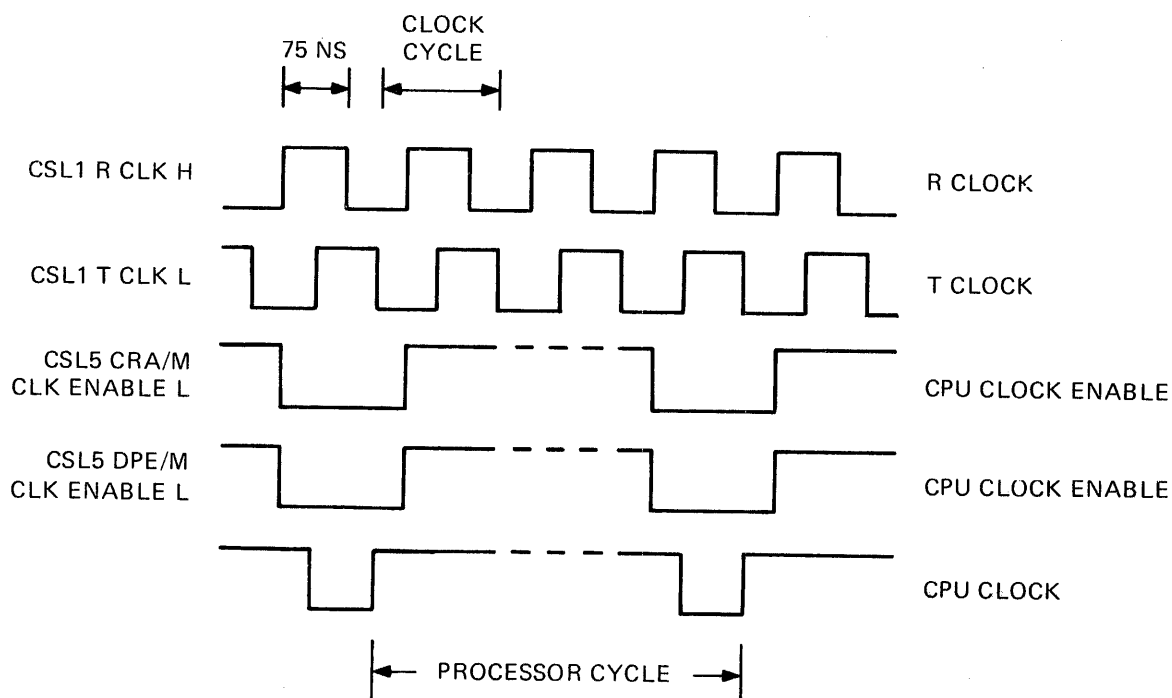 CLOCK
CYCLE
75 NS
CSL1 R CLK H
R CLOCK
CSL1 T CLK L
T CLOCK
CSL5 CRA/M
CLK ENABLE L
CPU CLOCK ENABLE
CSL5 DPE/M
CLK ENABLE L
CPU CLOCK ENABLE
CPU CLOCK
PROCESSOR CYCLE